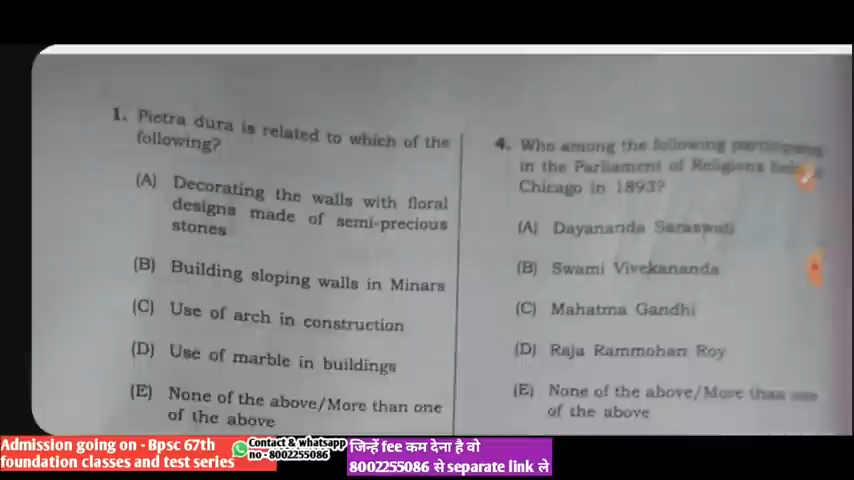 1. Pietra dura is related to which of the
following?
(A) Decorating the walls with floral
designs made of semi-precious
stones
(B) Building sloping walls in Minars
(C) Use of arch in construction
(D) Use of marble in buildings
(E) None of the above/More than one
of the above
4. Who among the following
in the Parliament of Religions
Chicago in 1893?
(A) Dayananda Saraswati
(B) Swami Vivekananda
(C) Mahatma Gandhi
(D) Raja Rammohan Roy
(E) None of the above/More than one
of the above
Admission going on - Bpsc 67th
foundation classes and test series
Contact & whatsapp
no - 8002255086
जिन्हें fee कम देना है वो
8002255086 से separate link ले